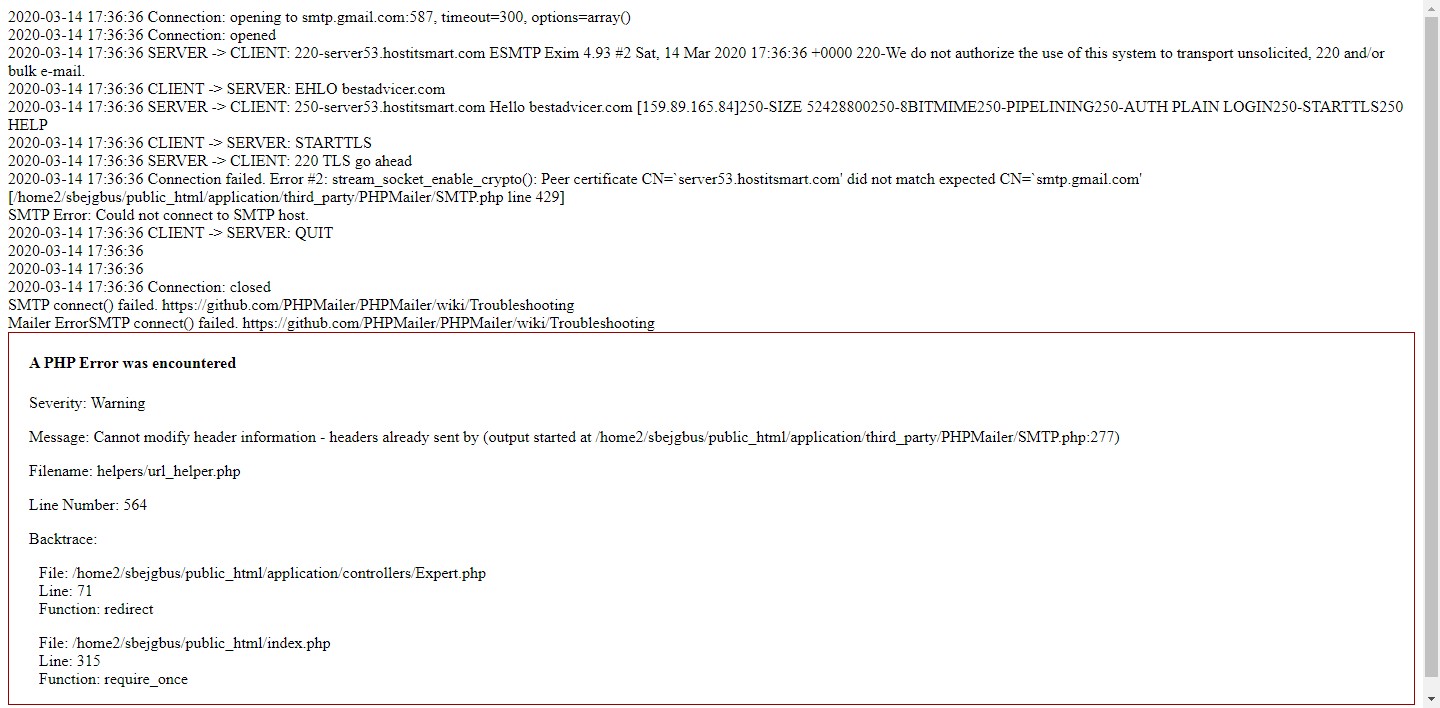 2020-03-14 17:36:36 Connection: opening to smtp.gmail.com:587, timeout=300, options=array()
2020-03-14 17:36:36 Connection: opened
2020-03-14 17:36:36 SERVER -> CLIENT: 220-server53.hostitsmart.com ESMTP Exim 4.93 #2 Sat, 14 Mar 2020 17:36:36 +0000 220-We do not authorize the use of this system to transport unsolicited, 220 and/or
bulk e-mail.
2020-03-14 17:36:36 CLIENT -> SERVER: EHLO bestadvicer.com
2020-03-14 17:36:36 SERVER -> CLIENT: 250-server53.hostitsmart.com Hello bestadvicer.com [159.89.165.84]250-SIZE 52428800250-8BITMIME250-PIPELINING250-AUTH PLAIN LOGIN250-STARTTLS250
HELP
2020-03-14 17:36:36 CLIENT -> SERVER: STARTTLS
2020-03-14 17:36:36 SERVER -> CLIENT: 220 TLS go ahead
2020-03-14 17:36:36 Connection failed. Error #2: stream_socket_enable_crypto(): Peer certificate CN=`server53.hostitsmart.com' did not match expected CN=`smtp.gmail.com'
[/home2/sbejgbus/public_html/application/third_party/PHPMailer/SMTP.php line 429]
SMTP Error: Could not connect to SMTP host.
2020-03-14 17:36:36 CLIENT -> SERVER: QUIT
2020-03-14 17:36:36
2020-03-14 17:36:36
2020-03-14 17:36:36 Connection: closed
SMTP connect() failed. https://github.com/PHPMailer/PHPMailer/wiki/Troubleshooting
Mailer ErrorSMTP connect() failed. https://github.com/PHPMailer/PHPMailer/wiki/Troubleshooting
A PHP Error was encountered
Severity: Warning
Message: Cannot modify header information - headers already sent by (output started at /home2/sbejgbus/public_html/application/third_party/PHPMailer/SMTP.php:277)
Filename: helpers/url_helper.php
Line Number: 564
Backtrace:
File: /home2/sbejgbus/public_html/application/controllers/Expert.php
Line: 71
Function: redirect
File: /home2/sbejgbus/public_html/index.php
Line: 315
Function: require_once